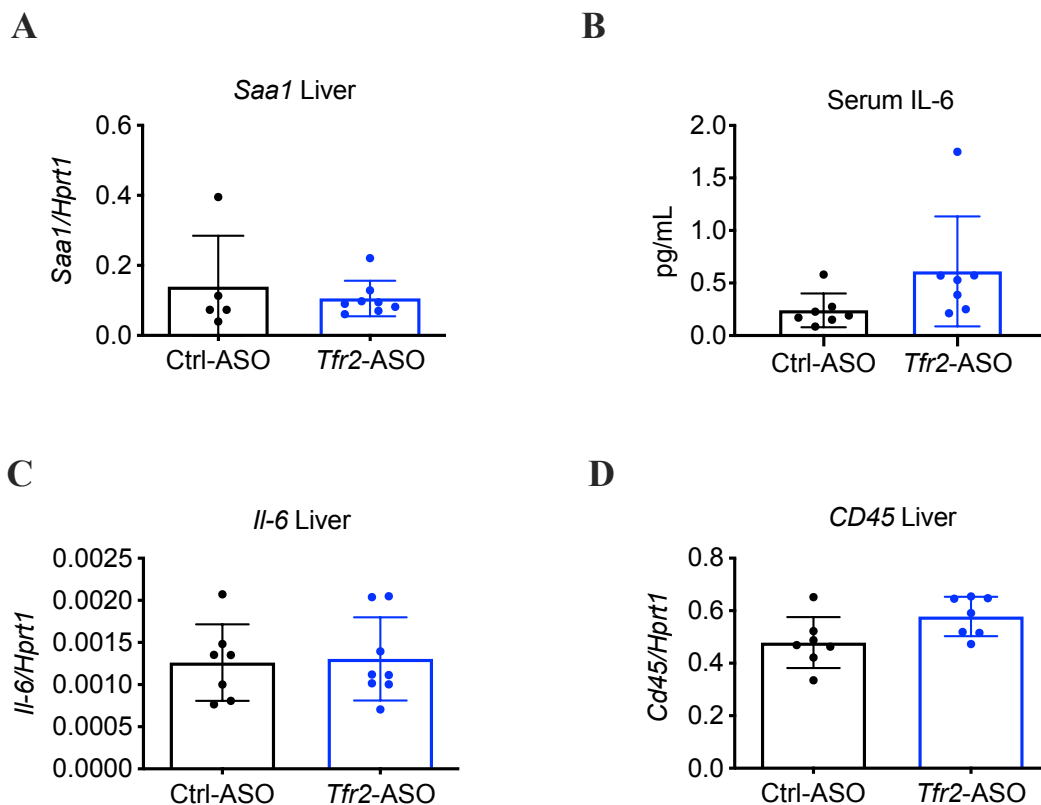 A
Saa1 Liver
Saa1/Hprt1
0.6
0.4
0.2
0.0
Ctrl-ASO Tfr2-ASO
B
Serum IL-6
pg/mL
2.0
1.5
1.0
0.5
0.0
Ctrl-ASO Tfr2-ASO
C
Il-6 Liver
Il-6/Hprt1
0.0025
0.0020
0.0015
0.0010
0.0005
0.0000
Ctrl-ASO Tfr2-ASO
D
CD45 Liver
Cd45/Hprt1
0.8
0.6
0.4
0.2
0.0
Ctrl-ASO Tfr2-ASO